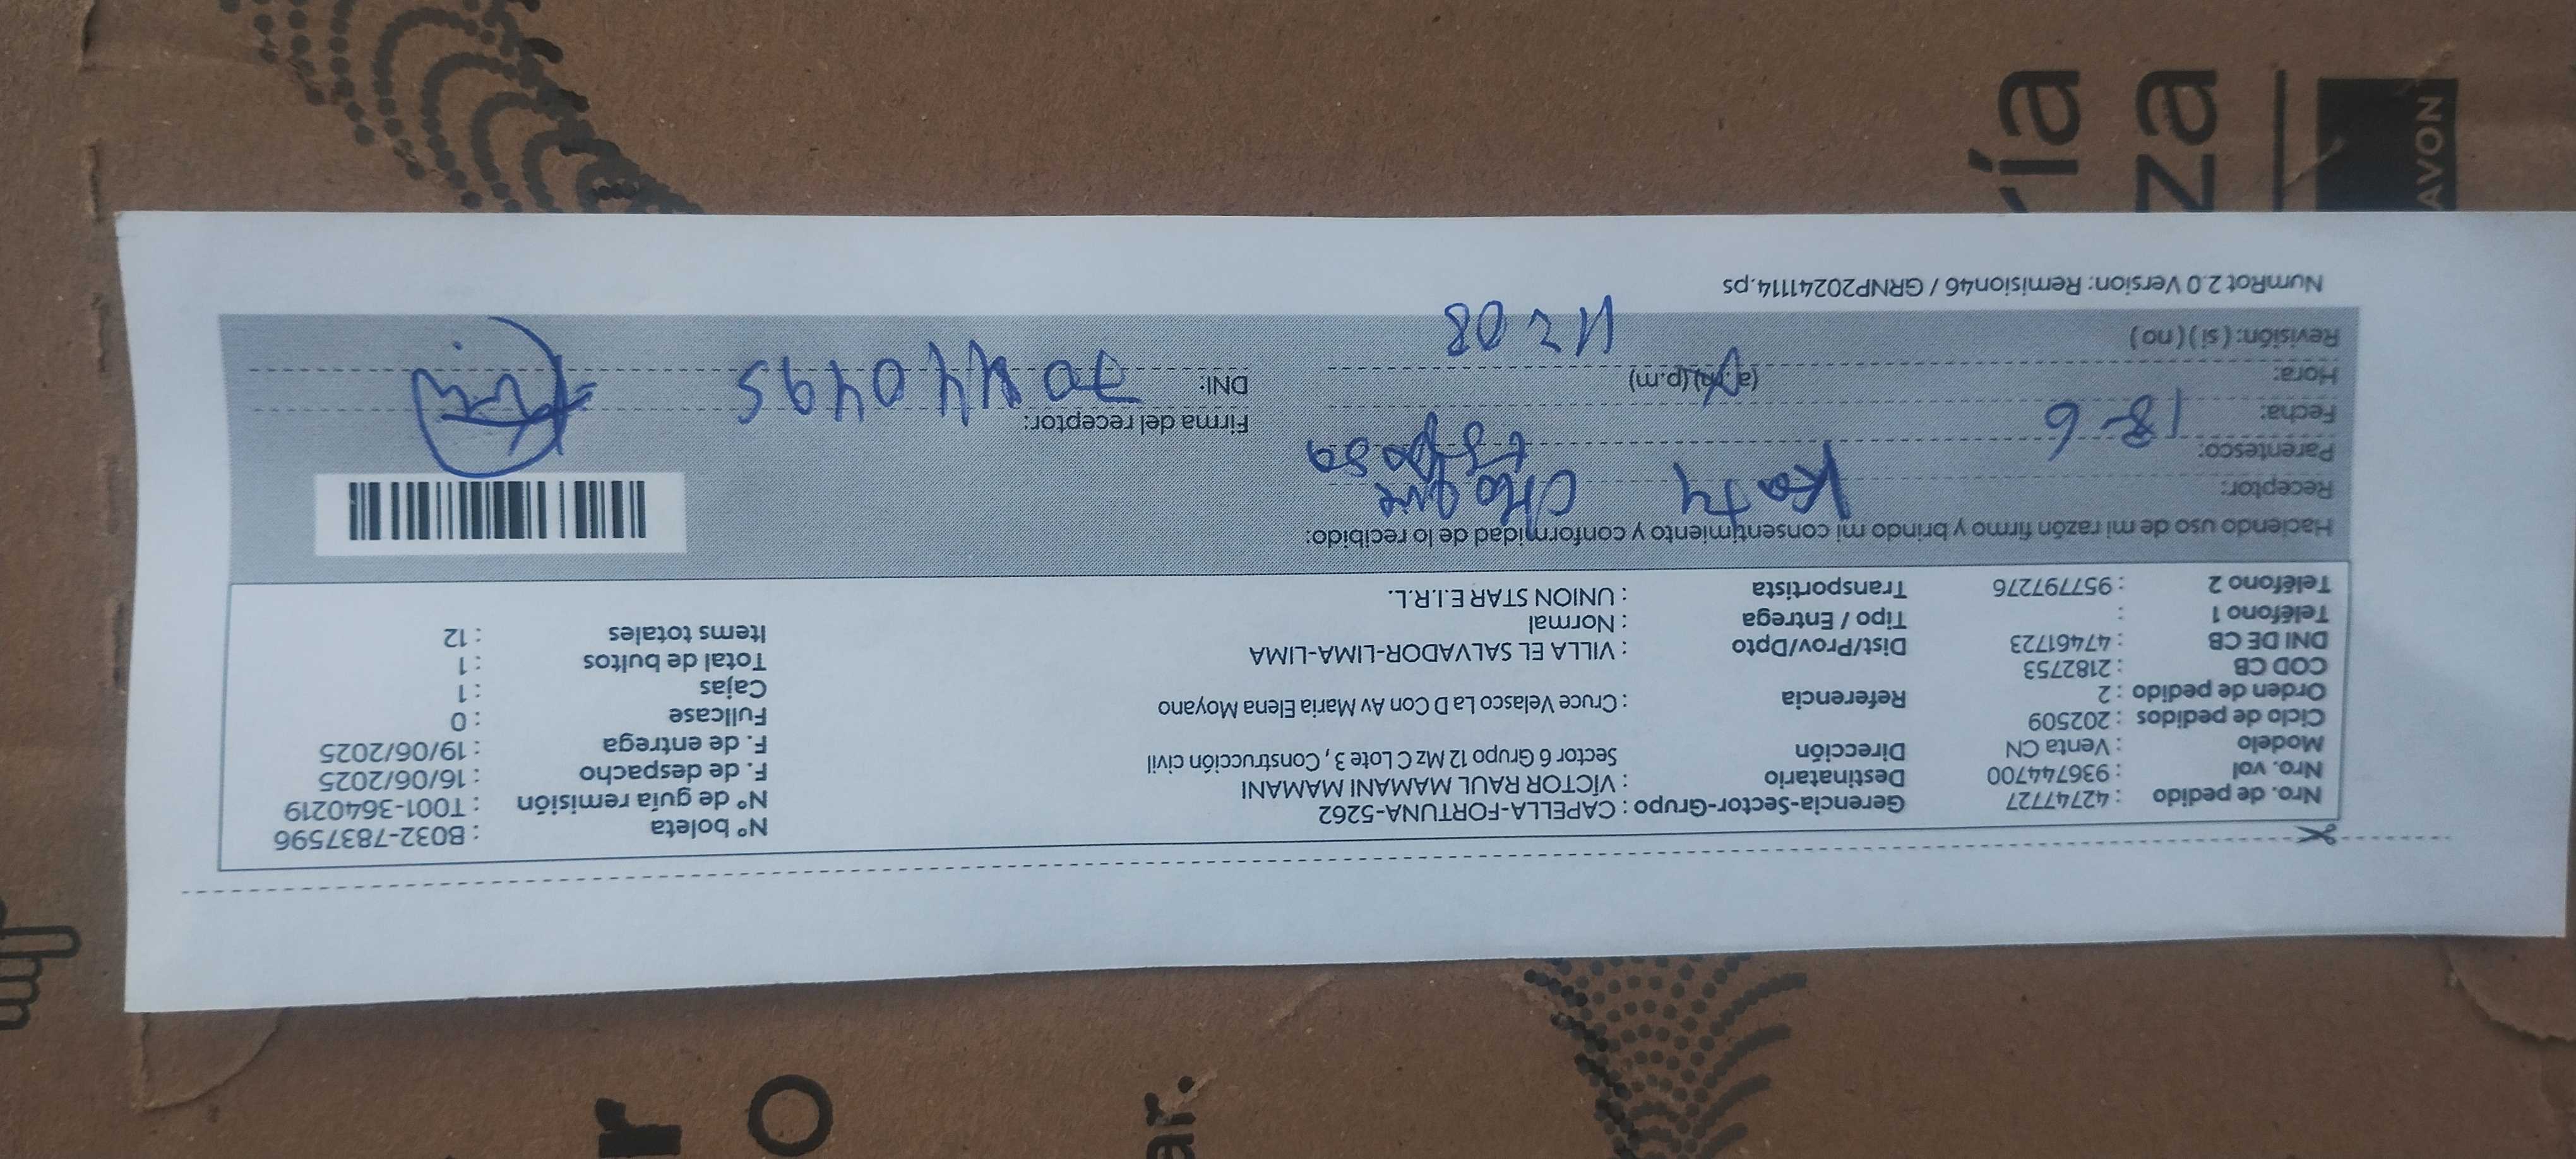 Nro. de pedido : 42747727
Nro. vol : 936744700
Modelo : Venta CN
Ciclo de pedidos : 202509
Orden de pedido : 2
COD CB : 2182753
DNI DE CB : 47461723
Teléfono 1 :
Teléfono 2 : 957797276
Gerencia-Sector-Grupo : CAPELLA-FORTUNA-5262
Destinatario : VÍCTOR RAUL MAMANI MAMANI
Dirección Sector 6 Grupo 12 Mz C Lote 3 , Construcción civil
Referencia : Cruce Velasco La D Con Av Maria Elena Moyano
Dist/Prov/Dpto : VILLA EL SALVADOR-LIMA-LIMA
Tipo / Entrega : Normal
Transportista : UNION STAR E.I.R.L.
N° boleta : B032-7837596
N° de guía remisión : T001-3640219
F. de despacho : 16/06/2025
F. de entrega : 19/06/2025
Fullcase : 0
Cajas : 1
Total de bultos : 1
Items totales : 12
Haciendo uso de mi razón firmo y brindo mi consentimiento y conformidad de lo recibido:
Receptor: Katy Choque
Parentesco: Esposa
Fecha: 18-6
Hora: (a.m) (p.m)
Revisión: ( si ) ( no ) 11:08
Firma del receptor:
DNI: 70440495
NumRot 2.0 Version: Remision46 / GRNP20241114.ps
ría
za
AVON
r
o
ar.